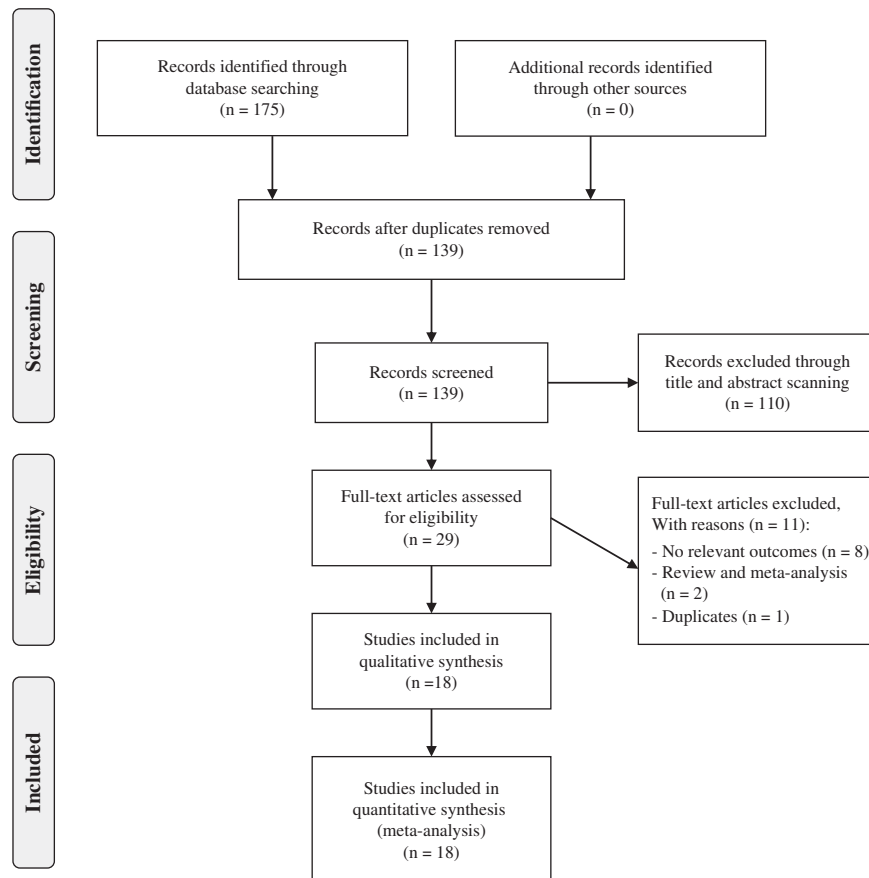 Identification
Records identified through
database searching
(n = 175)
Additional records identified
through other sources
(n = 0)
Records after duplicates removed
(n = 139)
Screening
Records screened
(n = 139)
Records excluded through
title and abstract scanning
(n = 110)
Eligibility
Full-text articles assessed
for eligibility
(n = 29)
Full-text articles excluded,
With reasons (n = 11):
- No relevant outcomes (n = 8)
- Review and meta-analysis
(n = 2)
- Duplicates (n = 1)
Studies included in
qualitative synthesis
(n =18)
Included
Studies included in
quantitative synthesis
(meta-analysis)
(n = 18)